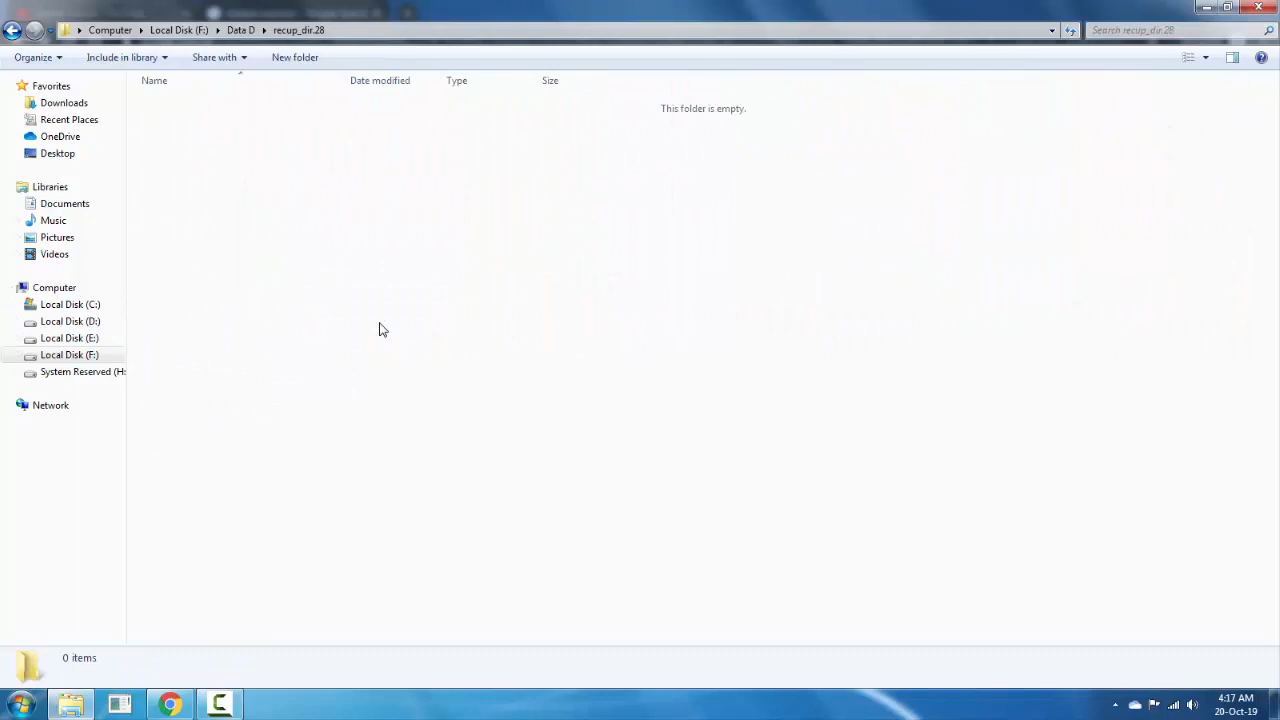 Computer Local Disk (F:) Data D recup_dir.28 Search recup_dir.28
Organize Include in library Share with New folder
Name Date modified Type Size
This folder is empty.
Favorites
Downloads
Recent Places
OneDrive
Desktop
Libraries
Documents
Music
Pictures
Videos
Computer
Local Disk (C:)
Local Disk (D:)
Local Disk (E:)
Local Disk (F:)
System Reserved (H:
Network
0 items
4:17 AM
20-Oct-19